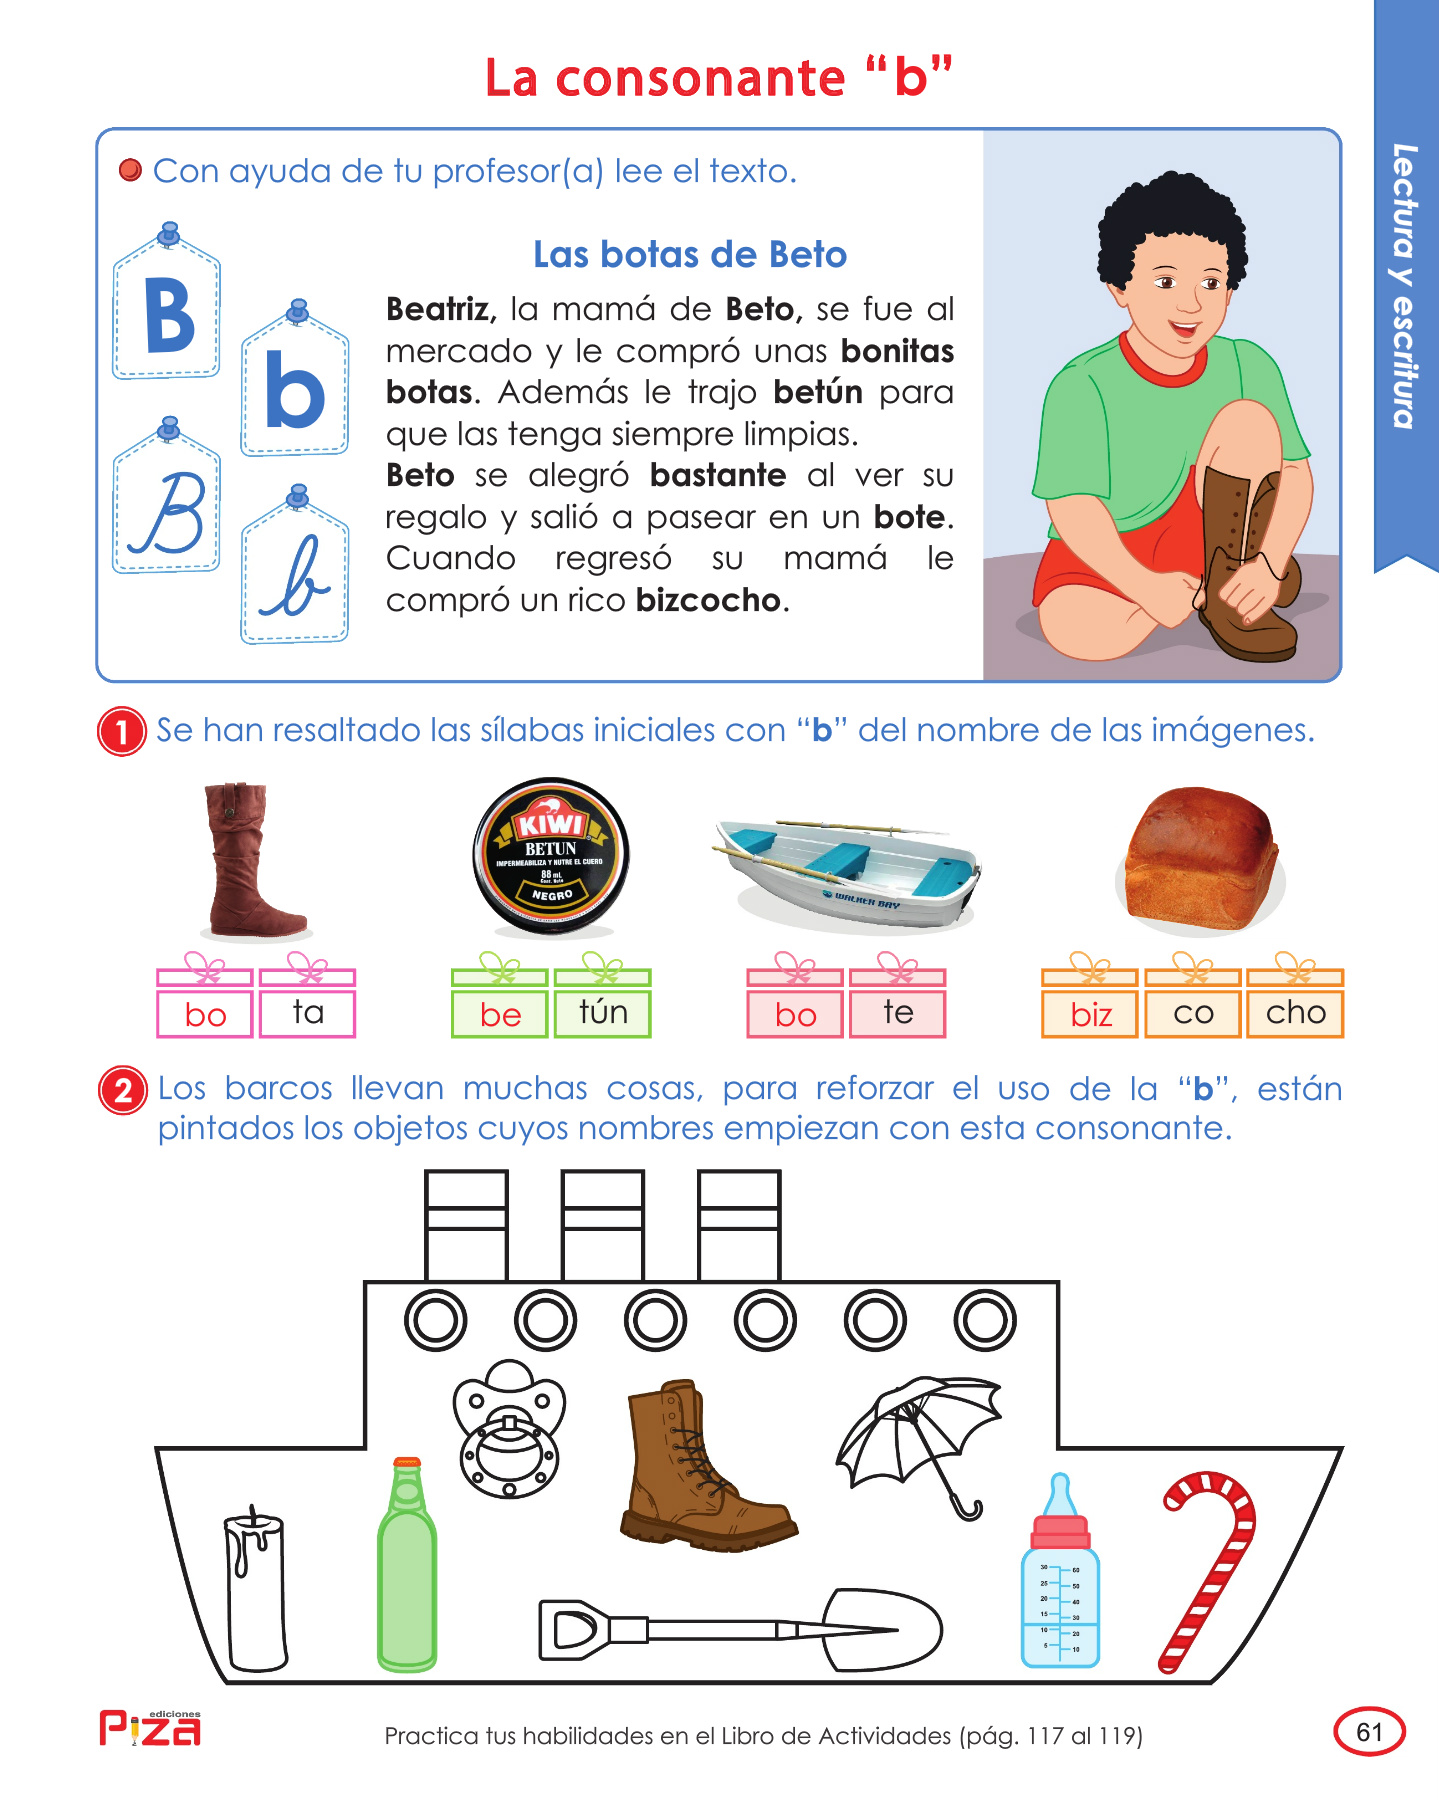 La consonante “b”
Lectura y escritura
Con ayuda de tu profesor(a) lee el texto.
B
b
B
b
Las botas de Beto
Beatriz, la mamá de Beto, se fue al
mercado y le compró unas bonitas
botas. Además le trajo betún para
que las tenga siempre limpias.
Beto se alegró bastante al ver su
regalo y salió a pasear en un bote.
Cuando regresó su mamá le
compró un rico bizcocho.
1 Se han resaltado las sílabas iniciales con “b” del nombre de las imágenes.
KIWI
BETUN
IMPERMEABILIZA Y NUTRE EL CUERO
88 mL
Cont. Neto
NEGRO
WALKER BAY
bo ta
be tún
bo te
biz co cho
2 Los barcos llevan muchas cosas, para reforzar el uso de la “b”, están
pintados los objetos cuyos nombres empiezan con esta consonante.
30 60
25 50
20 40
15 30
10 20
5 10
ediciones
Piza
Practica tus habilidades en el Libro de Actividades (pág. 117 al 119)
61